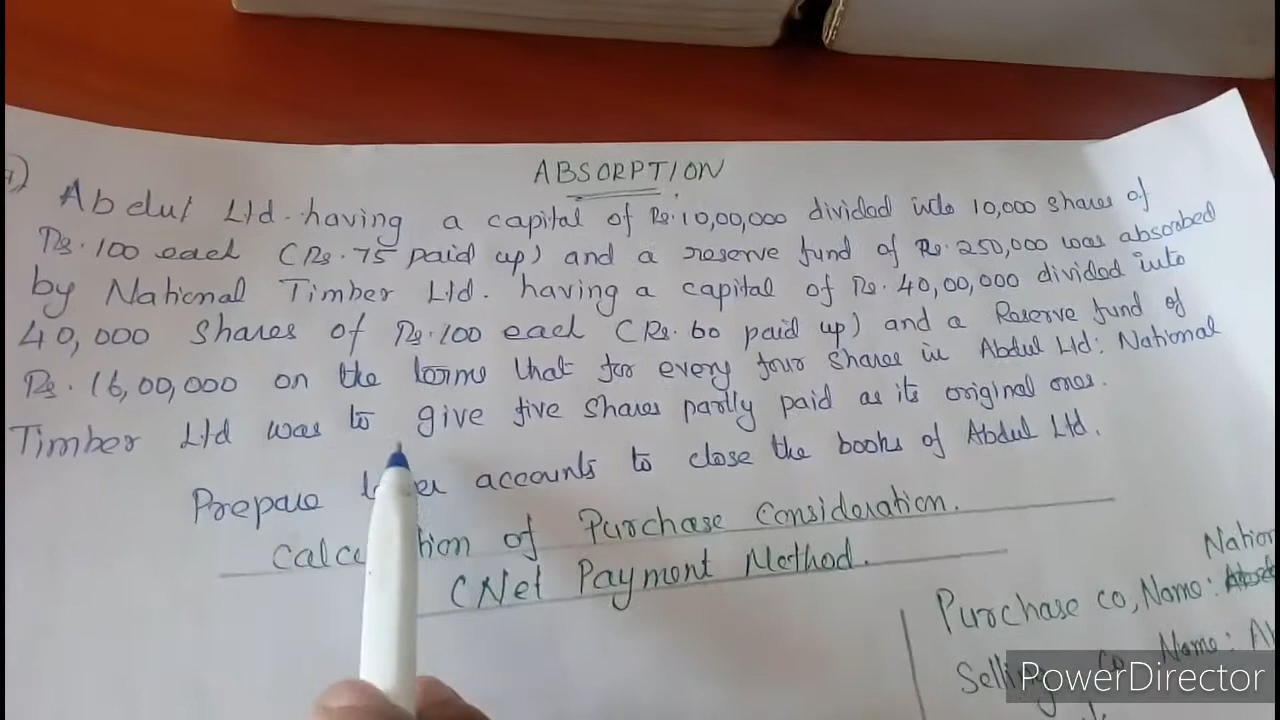 ABSORPTION
Abdul Ltd. having a capital of Rs. 10,00,000 divided into 10,000 shares of
Rs. 100 each (Rs. 75 paid up) and a reserve fund of Rs. 250,000 was absorbed
by National Timber Ltd. having a capital of Rs. 40,00,000 divided into
40,000 shares of Rs. 100 each (Rs. 60 paid up) and a Reserve fund of
Rs. 16,00,000 on the terms that for every four shares in Abdul Ltd. National
Timber Ltd was to give five shares partly paid as its original ones.
Prepare accounts to close the books of Abdul Ltd.
of Purchase Consideration.
(Net Payment Method.
Purchase co, Name:
Selling co Name:
PowerDirector